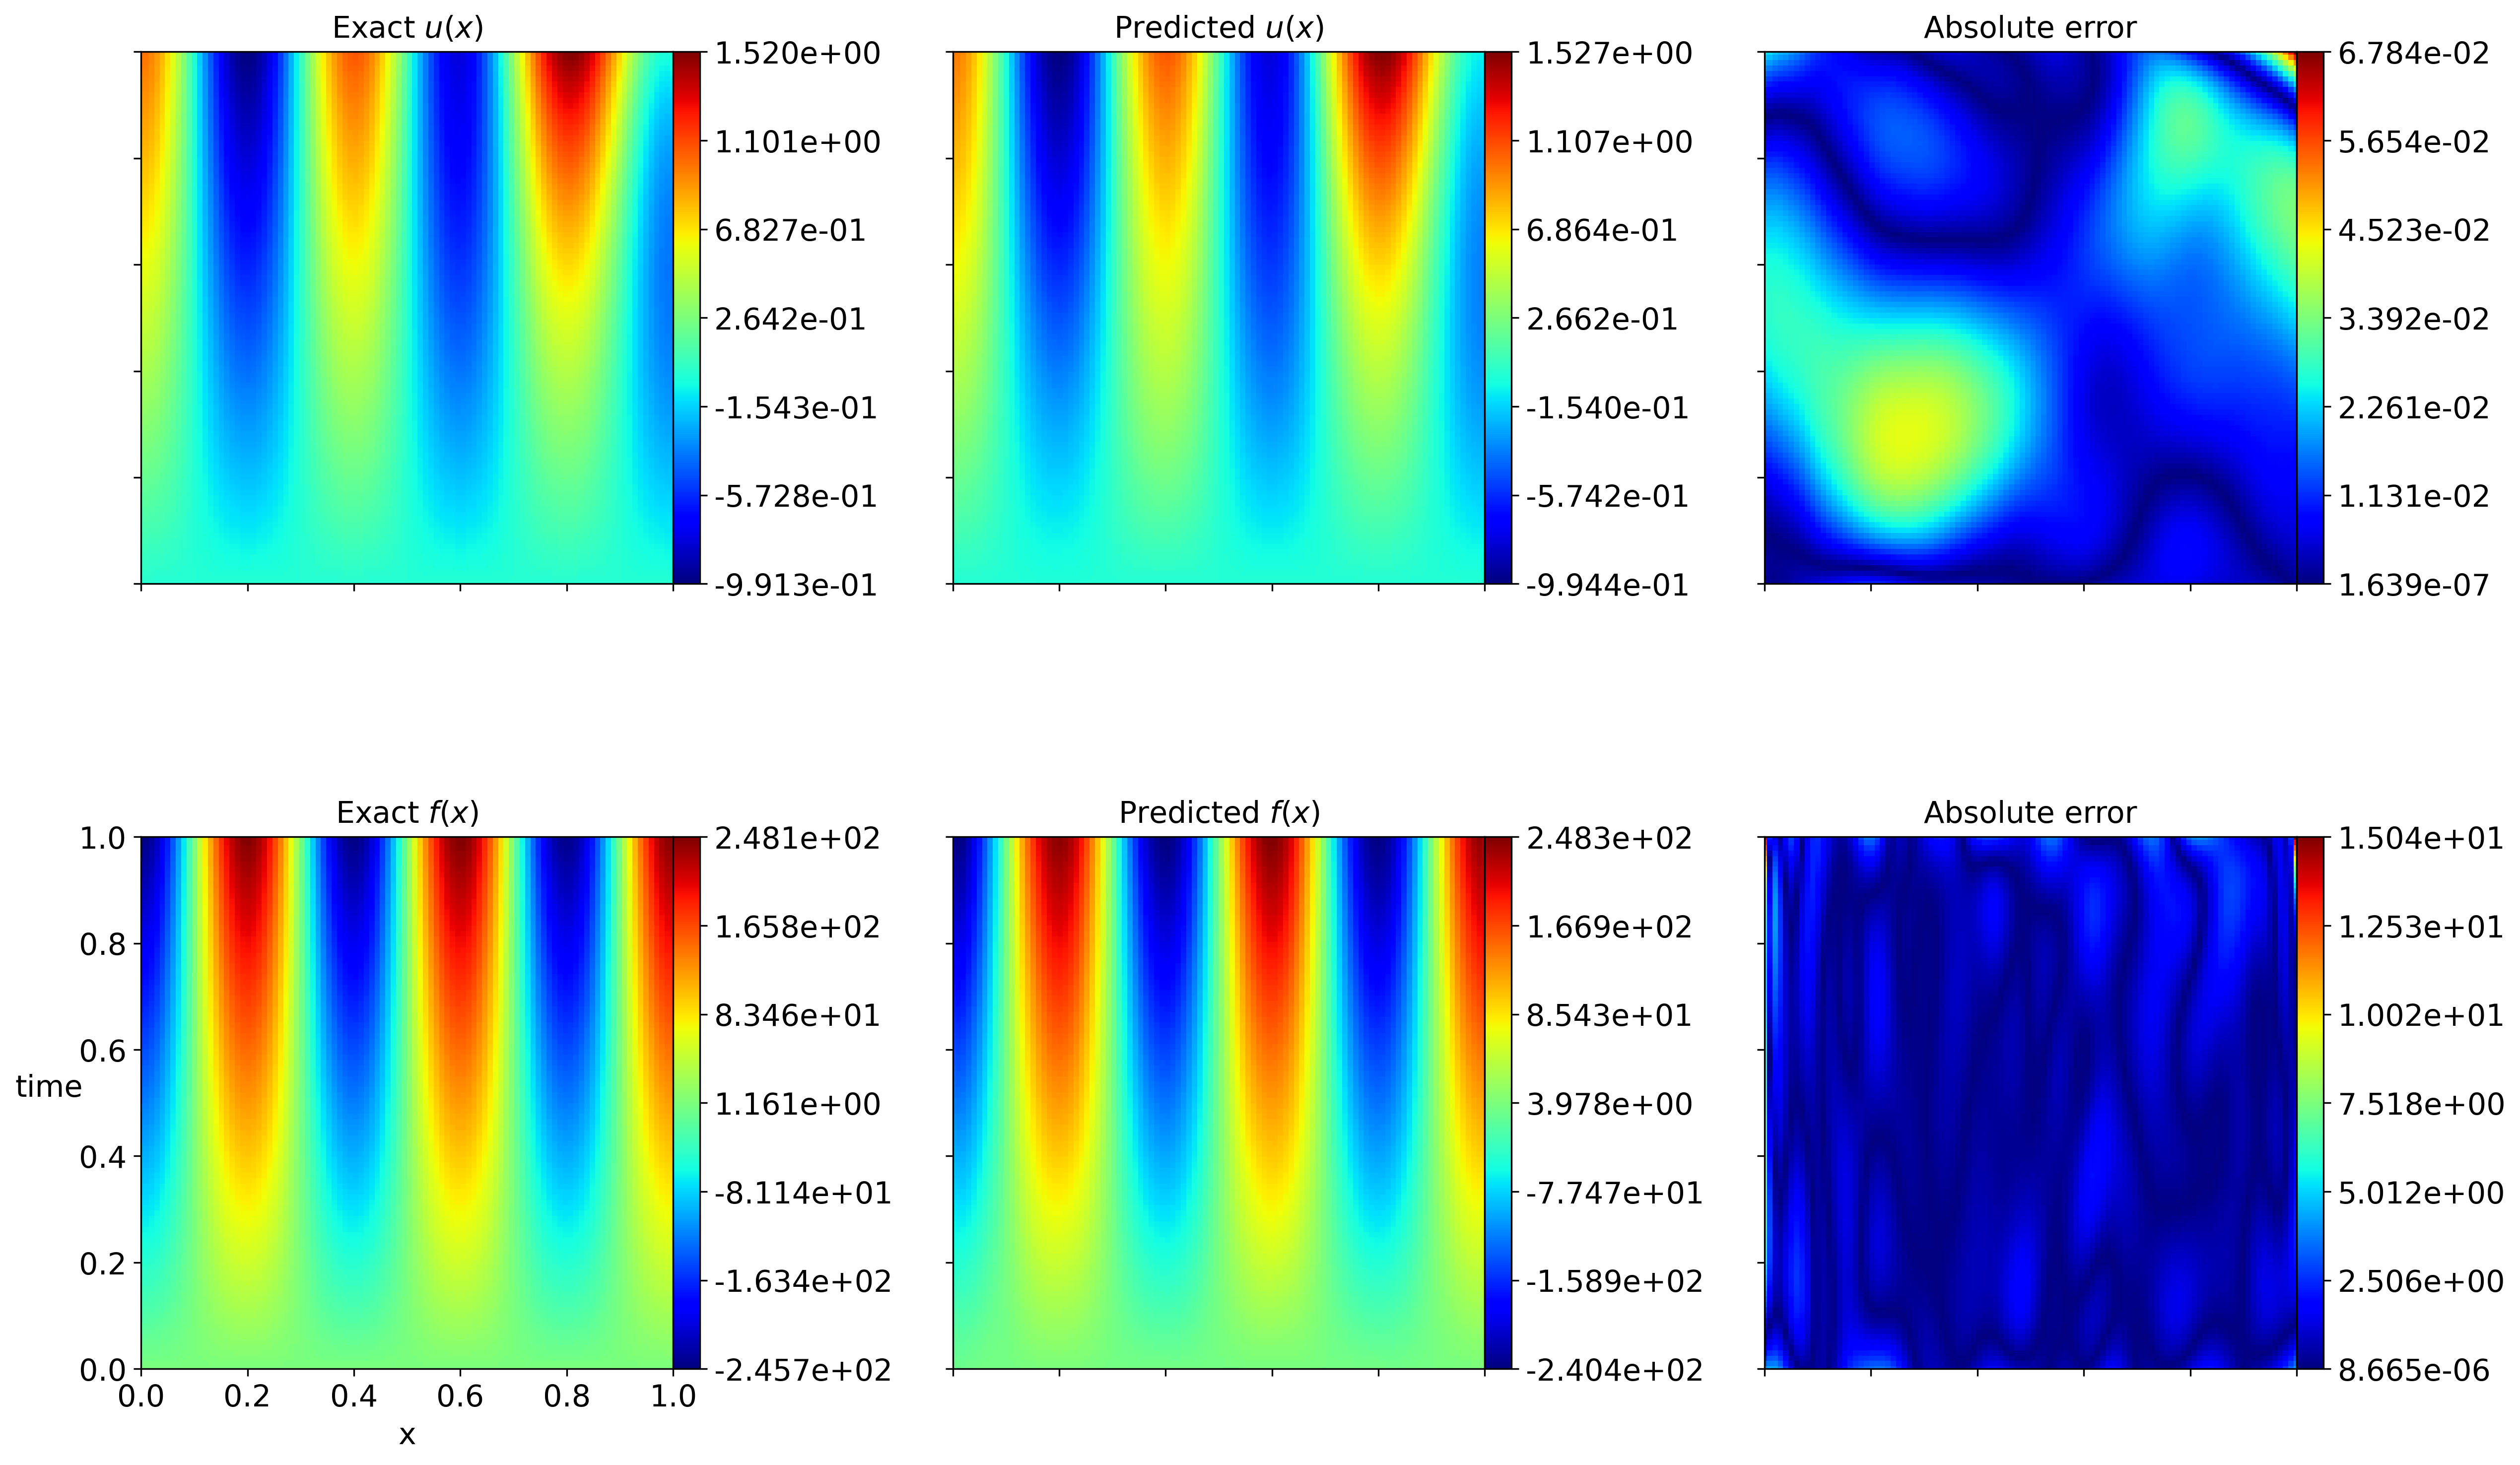 Exact u(x)
1.520e+00
1.101e+00
6.827e-01
2.642e-01
-1.543e-01
-5.728e-01
-9.913e-01
Predicted u(x)
1.527e+00
1.107e+00
6.864e-01
2.662e-01
-1.540e-01
-5.742e-01
-9.944e-01
Absolute error
6.784e-02
5.654e-02
4.523e-02
3.392e-02
2.261e-02
1.131e-02
1.639e-07
Exact f(x)
time
1.0
0.8
0.6
0.4
0.2
0.0
0.0 0.2 0.4 0.6 0.8 1.0
x
2.481e+02
1.658e+02
8.346e+01
1.161e+00
-8.114e+01
-1.634e+02
-2.457e+02
Predicted f(x)
2.483e+02
1.669e+02
8.543e+01
3.978e+00
-7.747e+01
-1.589e+02
-2.404e+02
Absolute error
1.504e+01
1.253e+01
1.002e+01
7.518e+00
5.012e+00
2.506e+00
8.665e-06